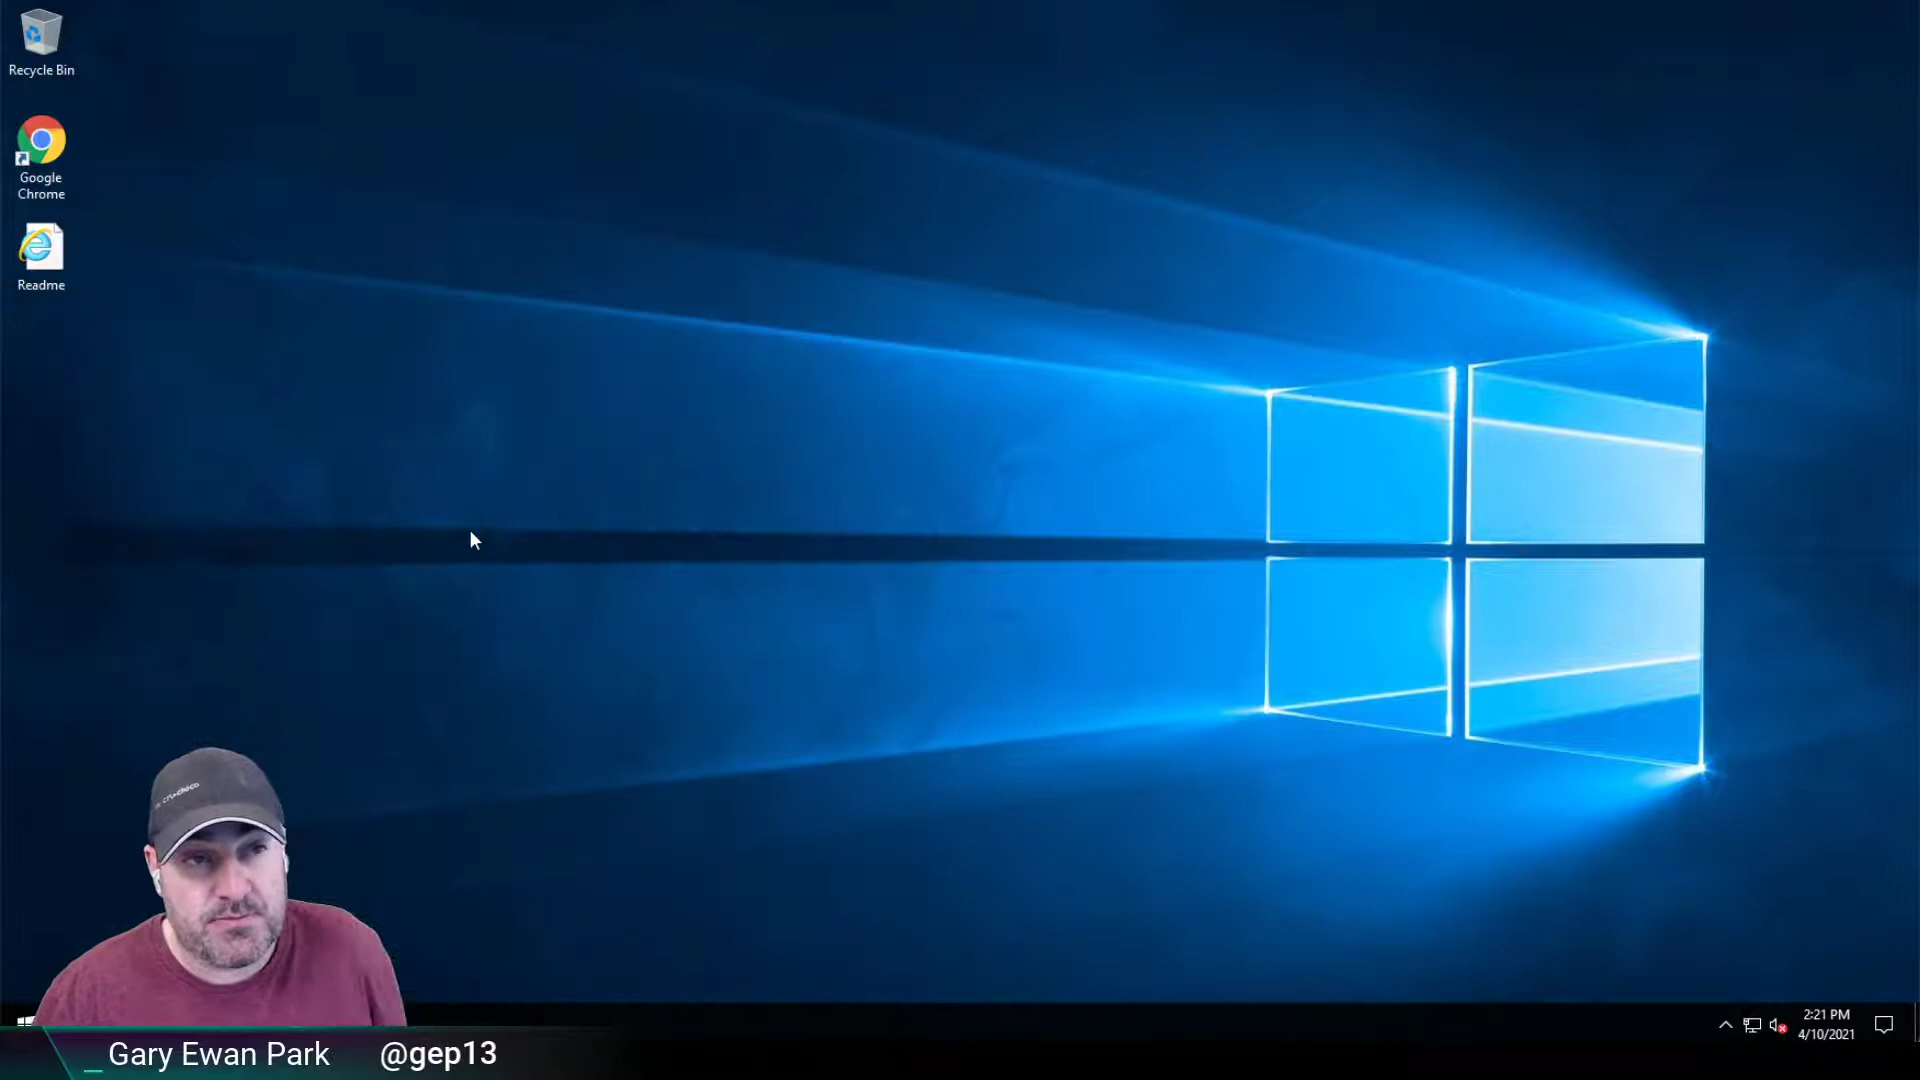 Recycle Bin
Google
Chrome
Readme
2:21 PM
4/10/2021
_ Gary Ewan Park @gep13